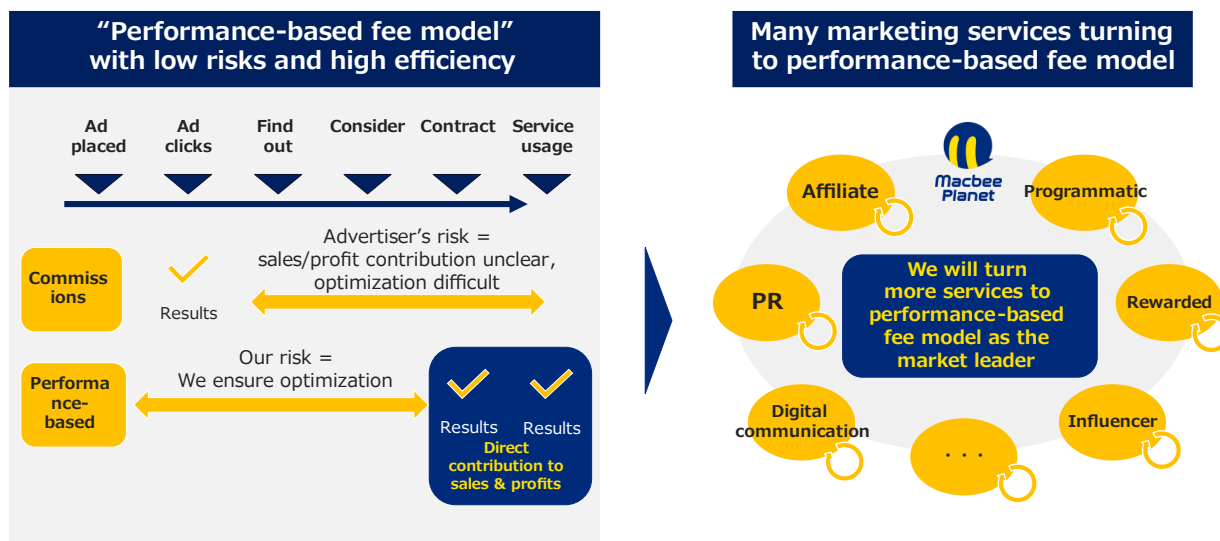 “Performance-based fee model”
with low risks and high efficiency
Ad
placed
Ad
clicks
Find
out
Consider
Contract
Service
usage
Commiss
ions
Results
Advertiser’s risk =
sales/profit contribution unclear,
optimization difficult
Performa
nce-
based
Our risk =
We ensure optimization
Results
Results
Direct
contribution to
sales & profits
Many marketing services turning
to performance-based fee model
Macbee
Planet
Affiliate
Programmatic
PR
We will turn
more services to
performance-based
fee model as the
market leader
Rewarded
Digital
communication
Influencer
· · ·